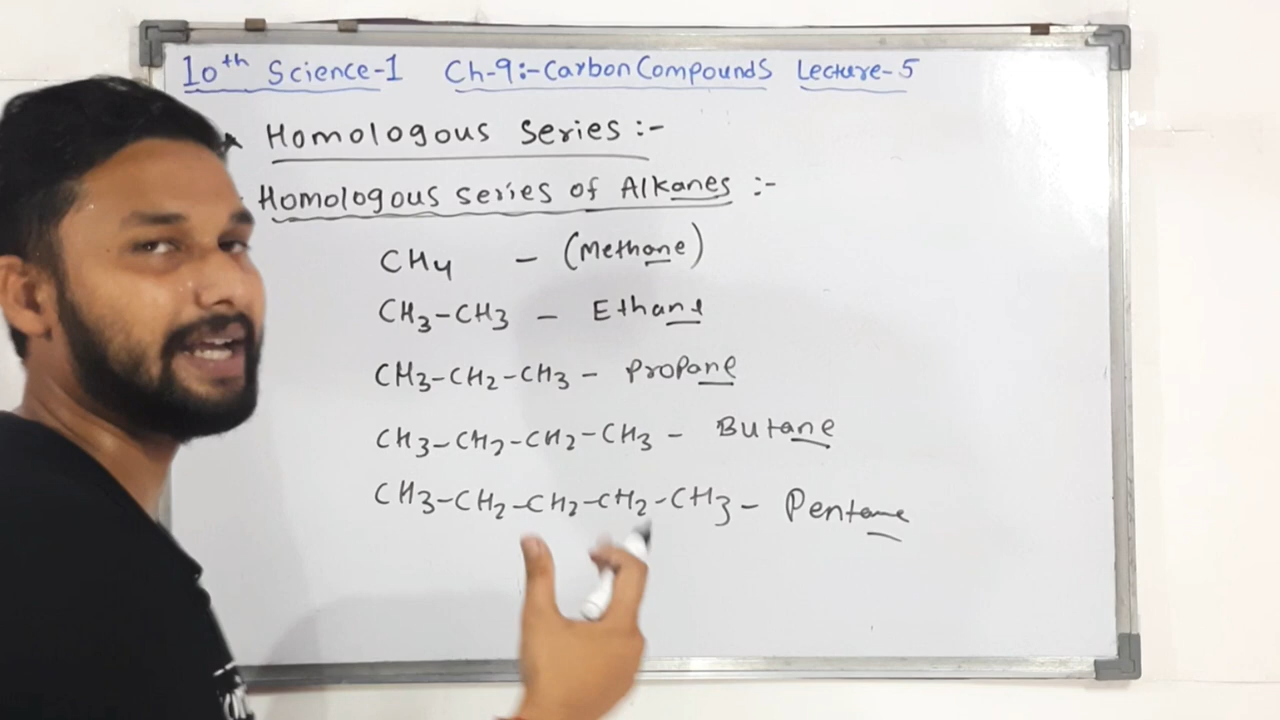 10th Science-1 Ch-9:- Carbon Compounds Lecture-5
★ Homologous Series :-
Homologous series of Alkanes :-
CH4 - (Methane)
CH3-CH3 - Ethane
CH3-CH2-CH3 - Propane
CH3-CH2-CH2-CH3 - Butane
CH3-CH2-CH2-CH2-CH3 - Pentane